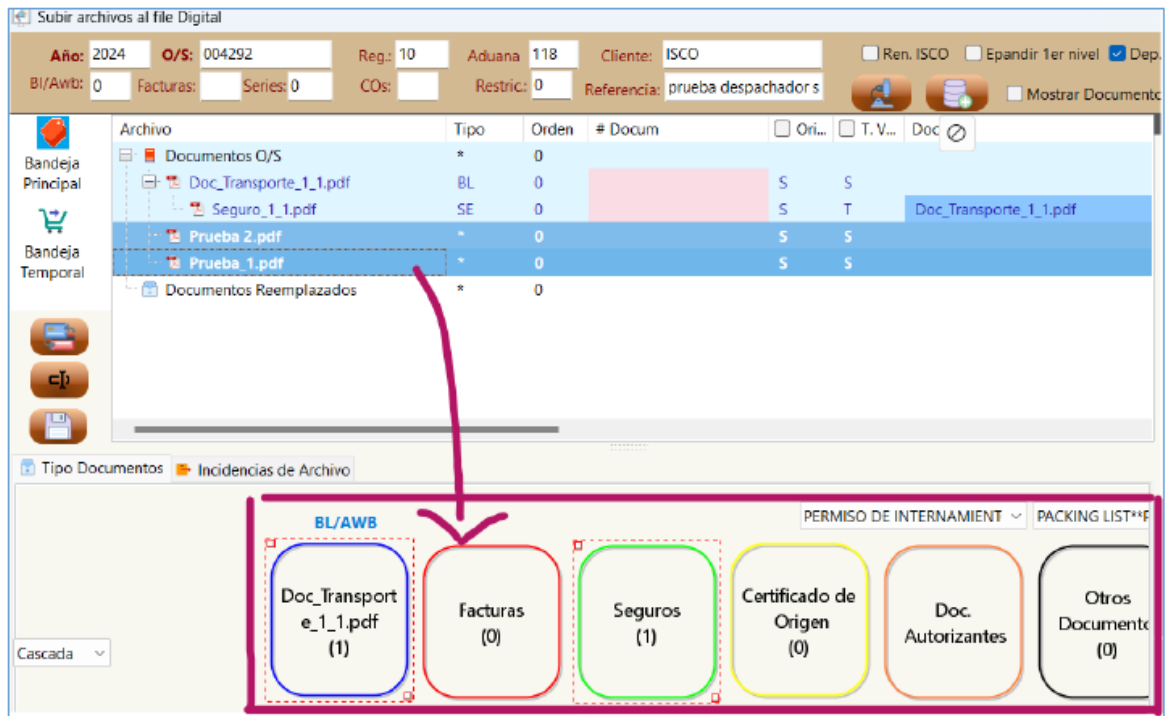 Subir archivos al file Digital
Año: 2024 O/S: 004292 Reg.: 10 Aduana 118 Cliente: ISCO Ren. ISCO Epandir 1er nivel Dep.
Bl/Awb: 0 Facturas: Series: 0 COs: Restric.: 0 Referencia: prueba despachador s Mostrar Documento
Archivo Tipo Orden # Docum Ori... T. V... Doc
Documentos O/S * 0
Doc_Transporte_1_1.pdf BL 0 S S
Seguro_1_1.pdf SE 0 S T Doc_Transporte_1_1.pdf
Prueba 2.pdf * 0 S S
Prueba_1.pdf * 0 S S
Documentos Reemplazados * 0
Bandeja
Principal
Bandeja
Temporal
Tipo Documentos Incidencias de Archivo
BL/AWB PERMISO DE INTERNAMIENT PACKING LIST**P
Doc_Transport
e_1_1.pdf
(1)
Facturas
(0)
Seguros
(1)
Certificado de
Origen
(0)
Doc.
Autorizantes
Otros
Documento
(0)
Cascada